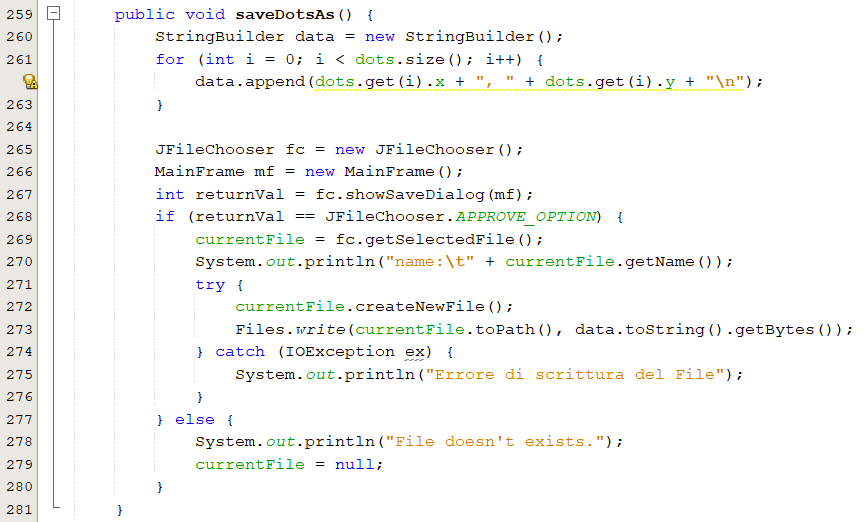 259 public void saveDotsAs() {
260 StringBuilder data = new StringBuilder();
261 for (int i = 0; i < dots.size(); i++) {
data.append(dots.get(i).x + ", " + dots.get(i).y + "\n");
263 }
264
265 JFileChooser fc = new JFileChooser();
266 MainFrame mf = new MainFrame();
267 int returnVal = fc.showSaveDialog(mf);
268 if (returnVal == JFileChooser.APPROVE_OPTION) {
269 currentFile = fc.getSelectedFile();
270 System.out.println("name:\t" + currentFile.getName());
271 try {
272 currentFile.createNewFile();
273 Files.write(currentFile.toPath(), data.toString().getBytes());
274 } catch (IOException ex) {
275 System.out.println("Errore di scrittura del File");
276 }
277 } else {
278 System.out.println("File doesn't exists.");
279 currentFile = null;
280 }
281 }